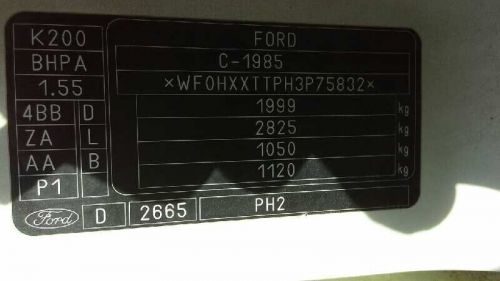 K200 FORD
BHPA C-1985
1.55 ×WF0HXXTTPH3P75832×
4BB D 1999 kg
ZA L 2825 kg
AA B 1050 kg
P1 1120 kg
Ford D 2665 PH2